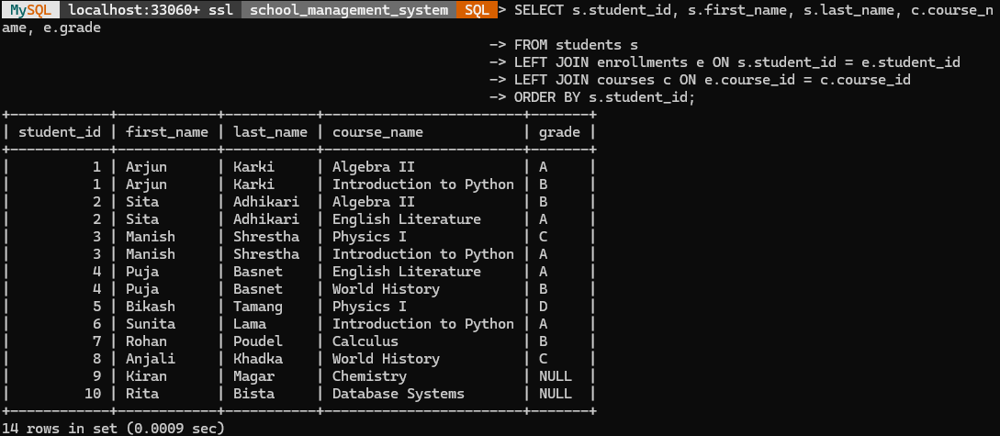 MySQL localhost:33060+ ssl school_management_system SQL > SELECT s.student_id, s.first_name, s.last_name, c.course_n
ame, e.grade
-> FROM students s
-> LEFT JOIN enrollments e ON s.student_id = e.student_id
-> LEFT JOIN courses c ON e.course_id = c.course_id
-> ORDER BY s.student_id;
+------------+------------+-----------+------------------------+-------+
| student_id | first_name | last_name | course_name            | grade |
+------------+------------+-----------+------------------------+-------+
|          1 | Arjun      | Karki     | Algebra II             | A     |
|          1 | Arjun      | Karki     | Introduction to Python | B     |
|          2 | Sita       | Adhikari  | Algebra II             | B     |
|          2 | Sita       | Adhikari  | English Literature     | A     |
|          3 | Manish     | Shrestha  | Physics I              | C     |
|          3 | Manish     | Shrestha  | Introduction to Python | A     |
|          4 | Puja       | Basnet    | English Literature     | A     |
|          4 | Puja       | Basnet    | World History          | B     |
|          5 | Bikash     | Tamang    | Physics I              | D     |
|          6 | Sunita     | Lama      | Introduction to Python | A     |
|          7 | Rohan      | Poudel    | Calculus               | B     |
|          8 | Anjali     | Khadka    | World History          | C     |
|          9 | Kiran      | Magar     | Chemistry              | NULL  |
|         10 | Rita       | Bista     | Database Systems       | NULL  |
+------------+------------+-----------+------------------------+-------+
14 rows in set (0.0009 sec)